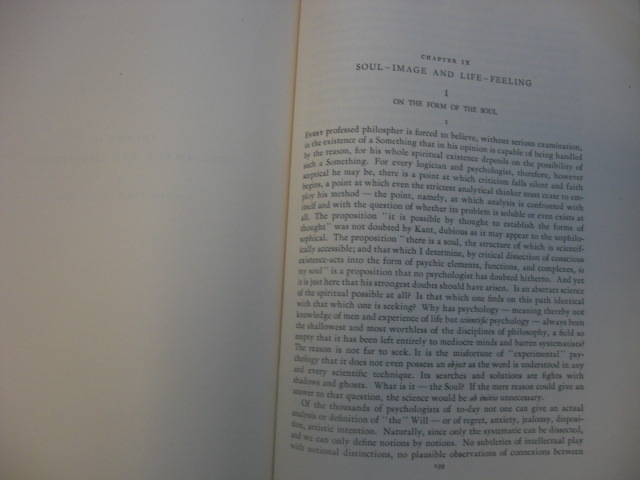 CHAPTER IX
SOUL-IMAGE AND LIFE-FEELING
I
ON THE FORM OF THE SOUL
1
EVERY professed philospher is forced to believe, without serious examination,
in the existence of a Something that in his opinion is capable of being handled
by the reason, for his whole spiritual existence depends on the possibility of
such a Something. For every logician and psychologist, therefore, however
sceptical he may be, there is a point at which criticism falls silent and faith
begins, a point at which even the strictest analytical thinker must cease to em-
ploy his method — the point, namely, at which analysis is confronted with
itself and with the question of whether its problem is soluble or even exists at
all. The proposition "it is possible by thought to establish the forms of
thought" was not doubted by Kant, dubious as it may appear to the unphilo-
sophical. The proposition "there is a soul, the structure of which is scientif-
ically accessible; and that which I determine, by critical dissection of conscious
existence-acts into the form of psychic elements, functions, and complexes, is
my soul" is a proposition that no psychologist has doubted hitherto. And yet
it is just here that his strongest doubts should have arisen. Is an abstract science
of the spiritual possible at all? Is that which one finds on this path identical
with that which one is seeking? Why has psychology — meaning thereby not
knowledge of men and experience of life but scientific psychology — always been
the shallowest and most worthless of the disciplines of philosophy, a field so
empty that it has been left entirely to mediocre minds and barren systematists?
The reason is not far to seek. It is the misfortune of "experimental" psy-
chology that it does not even possess an object as the word is understood in any
and every scientific technique. Its searches and solutions are fights with
shadows and ghosts. What is it — the Soul? If the mere reason could give an
answer to that question, the science would be ab initio unnecessary.
Of the thousands of psychologists of to-day not one can give an actual
analysis or definition of "the" Will — or of regret, anxiety, jealousy, disposi-
tion, artistic intention. Naturally, since only the systematic can be dissected,
and we can only define notions by notions. No subtleties of intellectual play
with notional distinctions, no plausible observations of connexions between
299